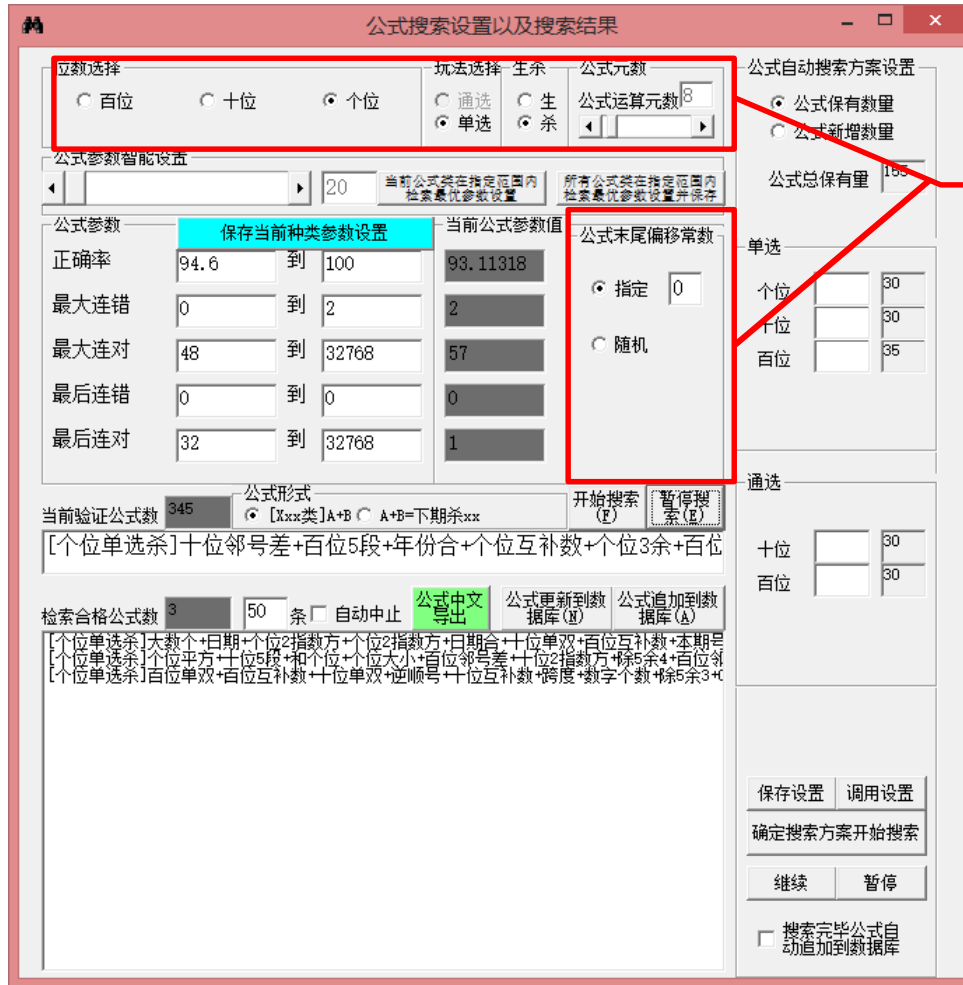 公式搜索设置以及搜索结果
位数选择 玩法选择 生杀 公式元数 公式自动搜索方案设置
百位 十位 个位 通选 生 公式运算元数 8 公式保有数量
单选 杀 公式新增数量
公式参数智能设置
公式总保有量 155
20 当前公式类在指定范围内检索最优参数设置 所有公式类在指定范围内检索最优参数设置并保存
公式参数 保存当前种类参数设置 当前公式参数值 公式末尾偏移常数 单选
正确率 94.6 到 100 93.11318
指定 0 个位 30
最大连错 0 到 2 2 十位 30
最大连对 48 到 32768 57 随机 百位 35
最后连错 0 到 0 0
最后连对 32 到 32768 1
通选
当前验证公式数 345 公式形式 [Xxx类]A+B A+B=下期杀xx 开始搜索(F) 暂停搜索(E)
[个位单选杀]十位邻号差+百位5段+年份合+个位互补数+个位3余+百位 十位 30
百位 30
检索合格公式数 3 50 条 自动中止 公式中文导出 公式更新到数据库(N) 公式追加到数据库(A)
[个位单选杀]大数个+日期+个位2指数方+个位2指数方+日期合+十位单双+百位互补数+本期号
[个位单选杀]个位平方+十位5段+和个位+个位大小+百位邻号差+十位2指数方+除5余4+百位邻
[个位单选杀]百位单双+百位互补数+十位单双+逆顺号+十位互补数+跨度+数字个数+除5余3+
保存设置 调用设置
确定搜索方案开始搜索
继续 暂停
搜索完毕公式自动追加到数据库